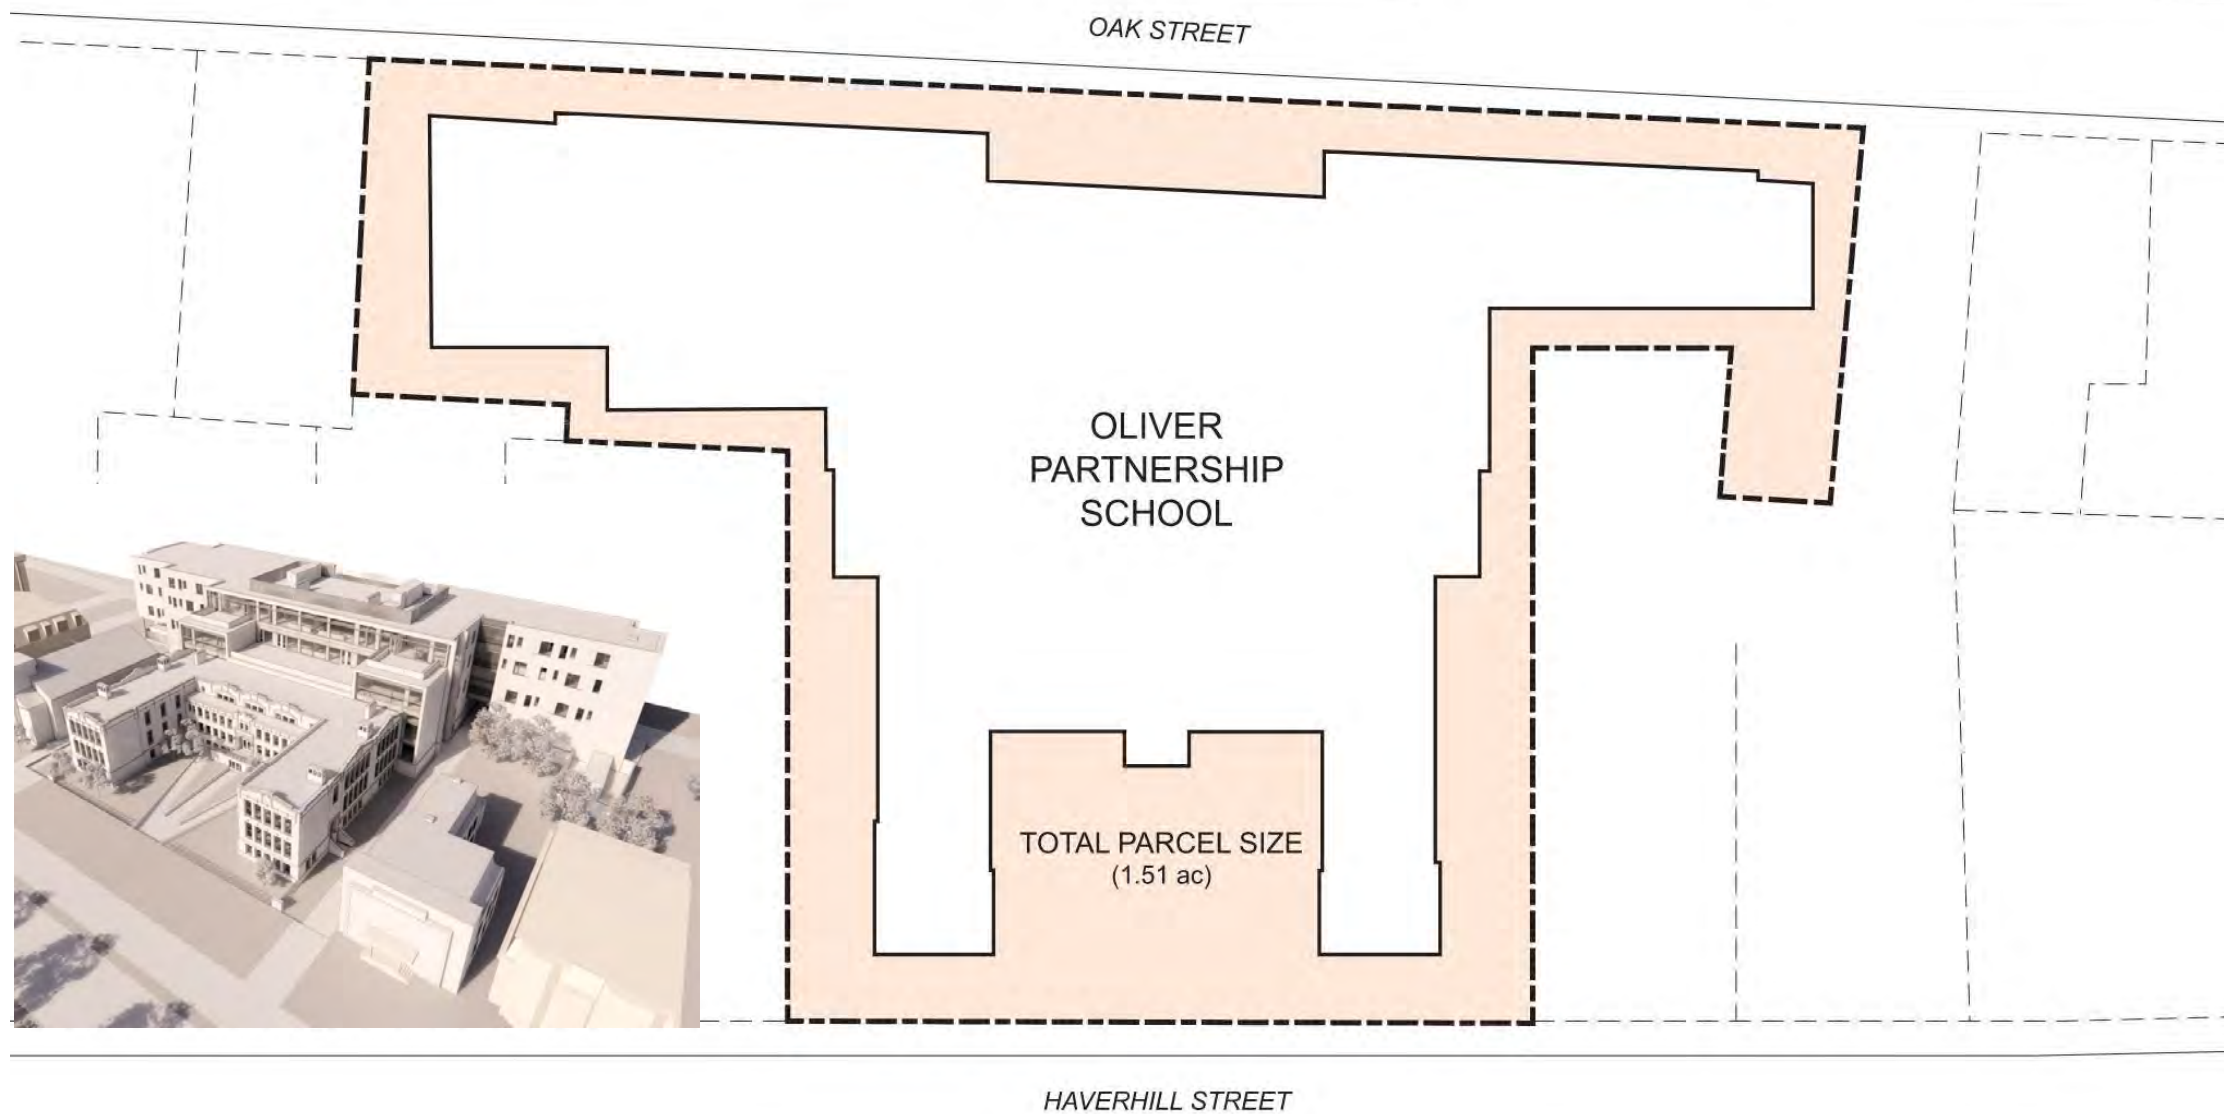 OAK STREET
OLIVER
PARTNERSHIP
SCHOOL
TOTAL PARCEL SIZE
(1.51 ac)
HAVERHILL STREET